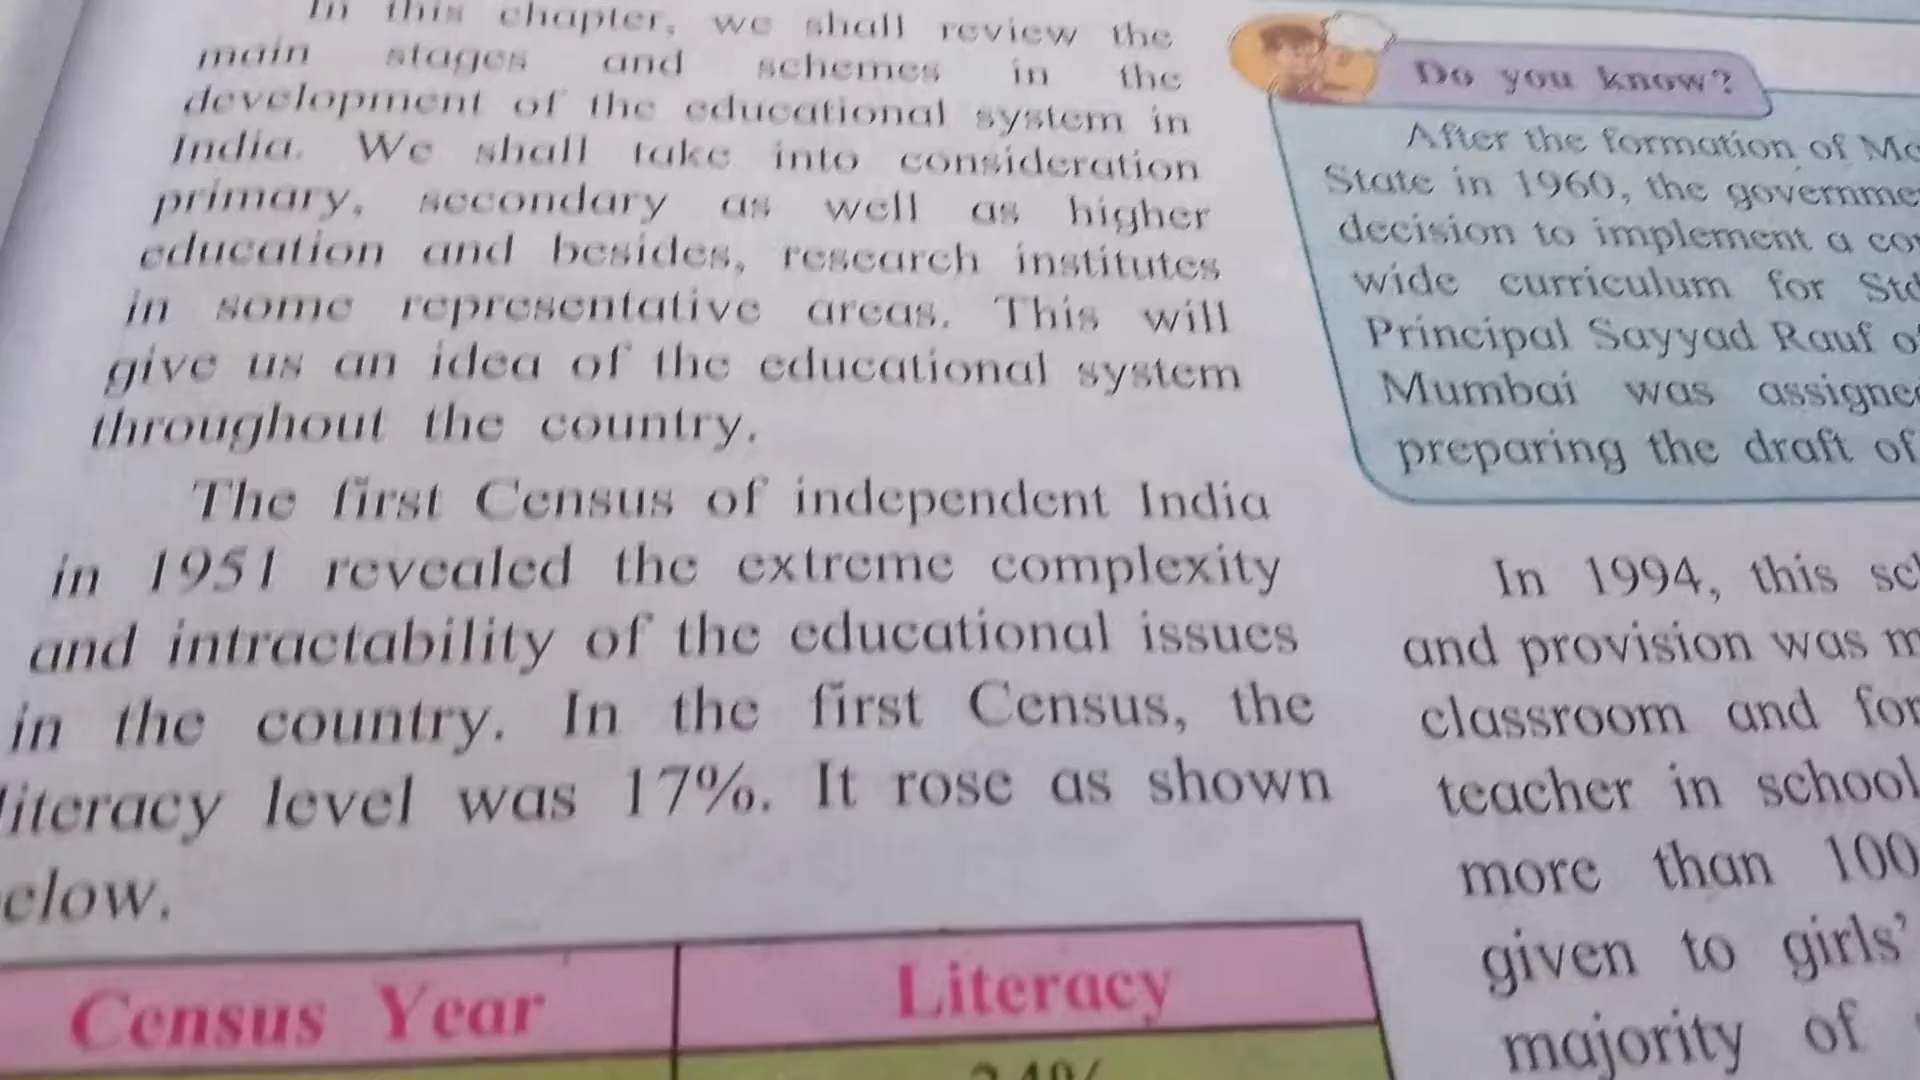 In this chapter, we shall review the
main stages and schemes in the
development of the educational system in
India. We shall take into consideration
primary, secondary as well as higher
education and besides, research institutes
in some representative areas. This will
give us an idea of the educational system
throughout the country.
The first Census of independent India
in 1951 revealed the extreme complexity
and intractability of the educational issues
in the country. In the first Census, the
literacy level was 17%. It rose as shown
elow.
Census Year Literacy
Do you know?
After the formation of
State in 1960, the
decision to implement a
wide curriculum for
Principal Sayyad Rauf
Mumbai was
preparing the draft of
In 1994, this
and provision was
classroom and
teacher in school
more than 100
given to girls'
majority of